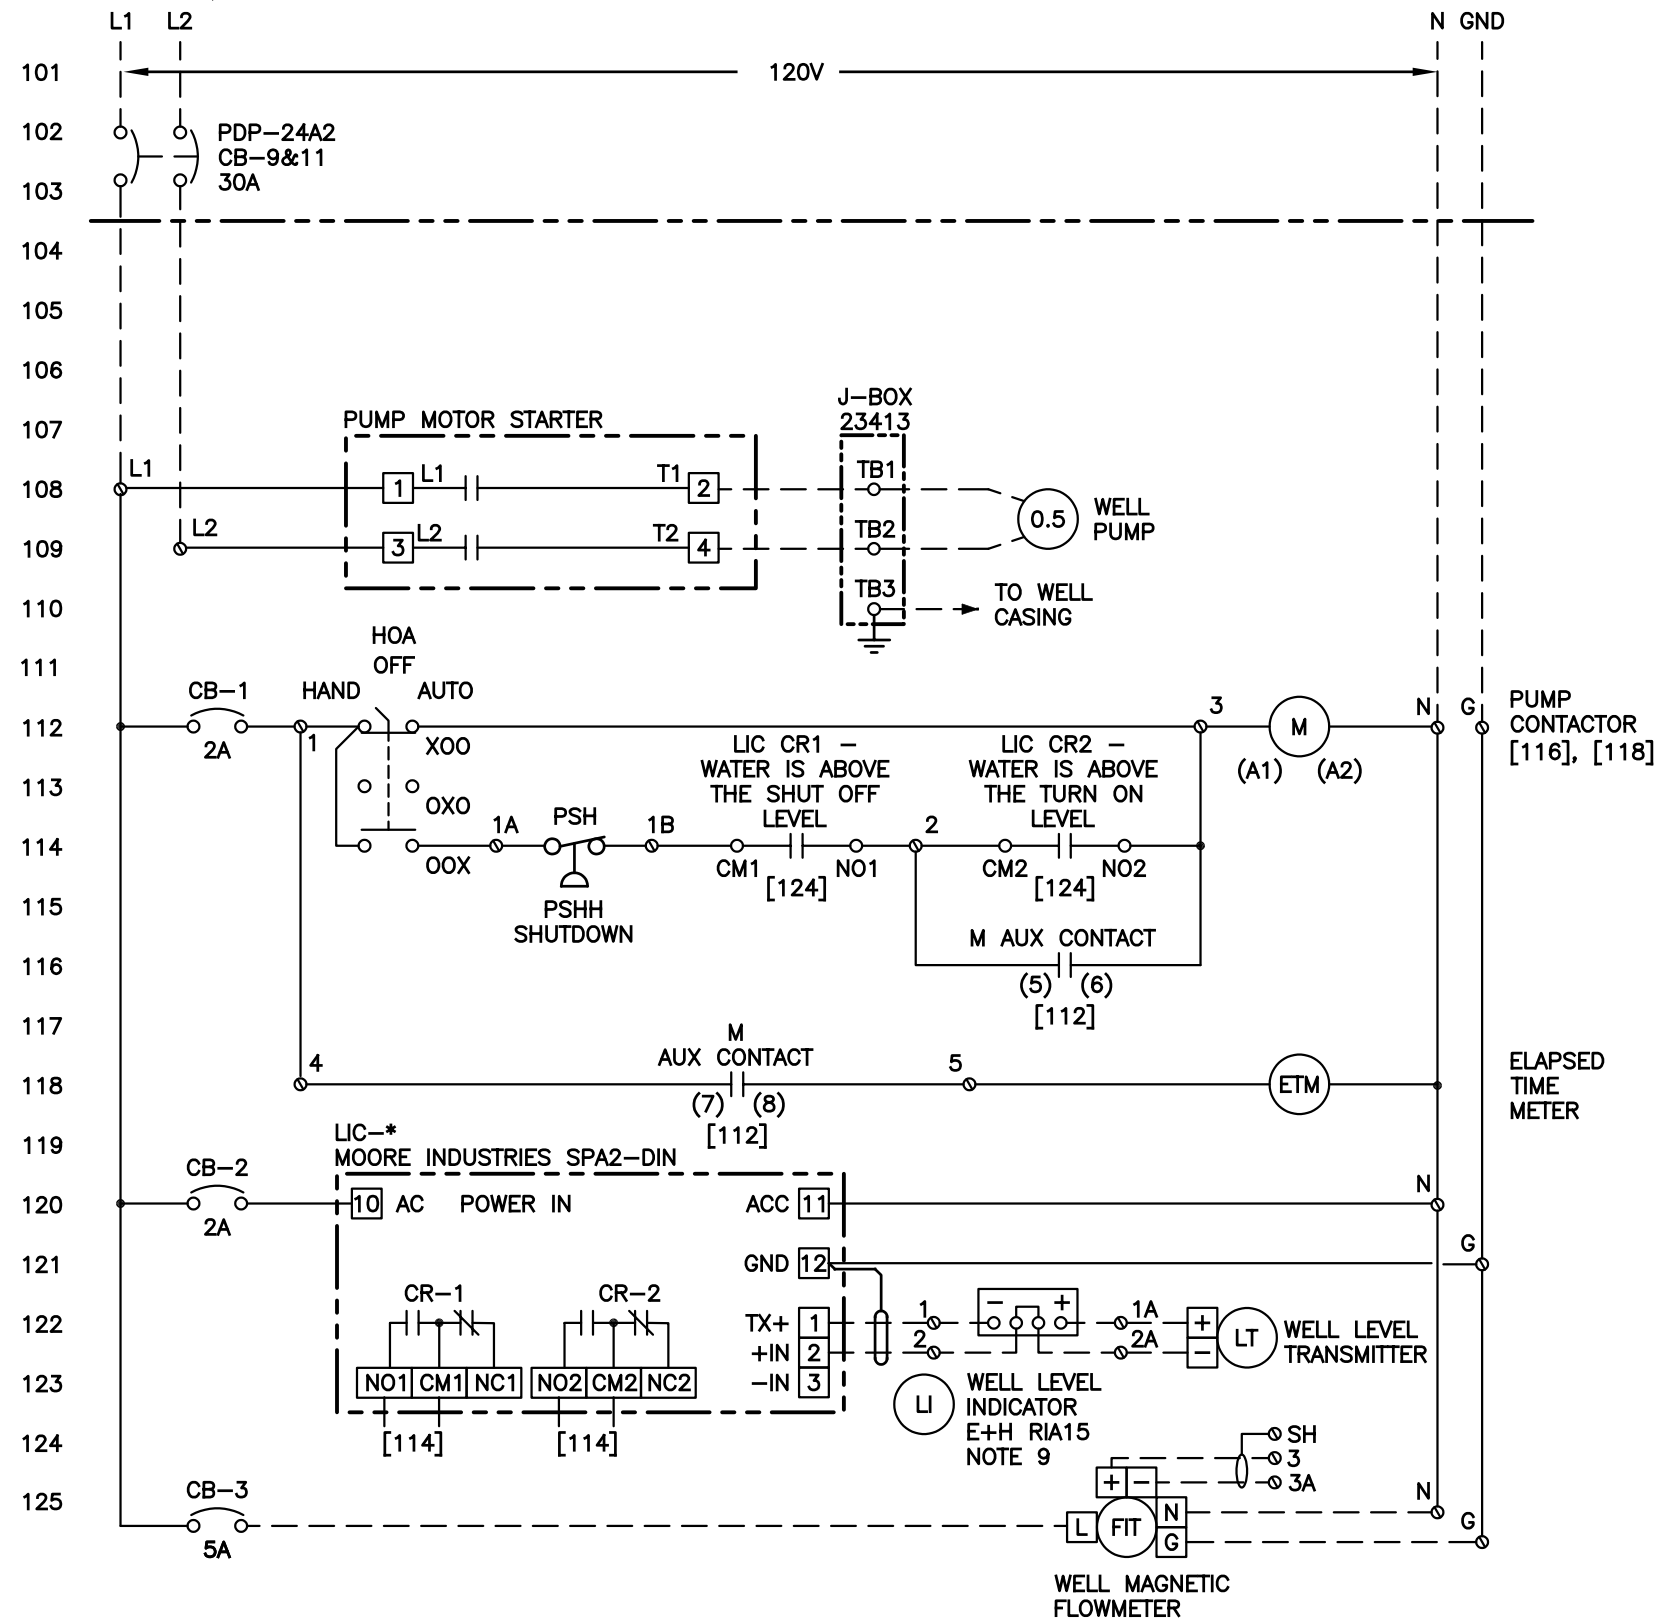 L1 L2 N GND
101 120V
102 PDP-24A2
CB-9&11
103 30A
104
105
106
J-BOX
107 PUMP MOTOR STARTER 23413
L1
108 1 L1 T1 2 TB1
0.5 WELL
PUMP
109 L2 3 L2 T2 4 TB2
110 TB3 TO WELL
CASING
HOA
111 OFF
CB-1 HAND AUTO
112 1 3 M N G PUMP
CONTACTOR
[116], [118]
2A XOO (A1) (A2)
LIC CR1 -
WATER IS ABOVE
THE SHUT OFF
LEVEL
LIC CR2 -
WATER IS ABOVE
THE TURN ON
LEVEL
113 OXO
114 1A PSH 1B 2
OOX CM1 NO1 CM2 NO2
[124] [124]
115 PSHH
SHUTDOWN
M AUX CONTACT
116
(5) (6)
[112]
117
M
AUX CONTACT
118 4 5 ETM ELAPSED
TIME
METER
(7) (8)
[112]
119 LIC-*
MOORE INDUSTRIES SPA2-DIN
CB-2
120 10 AC POWER IN ACC 11 N
2A
121 GND 12 G
CR-1 CR-2
122 TX+ 1 1 - + 1A + LT WELL LEVEL
TRANSMITTER
+IN 2 2 2A -
123 NO1 CM1 NC1 NO2 CM2 NC2 -IN 3
LI WELL LEVEL
INDICATOR
E+H RIA15
NOTE 9
124 [114] [114] SH
3
3A
CB-3
125 + - N
5A L FIT N
G G
WELL MAGNETIC
FLOWMETER